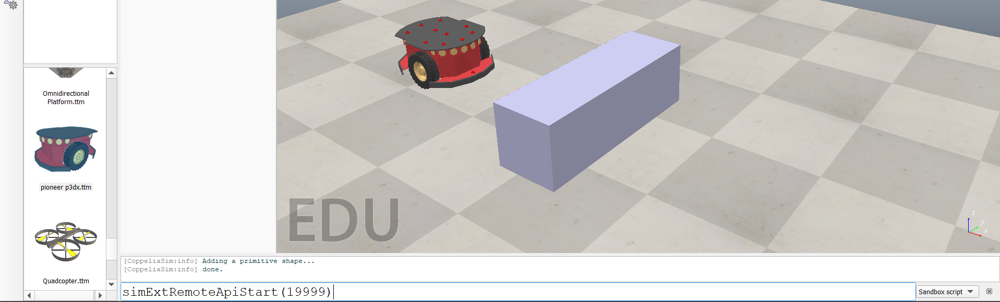 Omnidirectional
Platform.ttm
pioneer p3dx.ttm
Quadcopter.ttm
EDU
z
y
x
[CoppeliaSim:info] Adding a primitive shape...
[CoppeliaSim:info] done.
simExtRemoteApiStart(19999)
Sandbox script